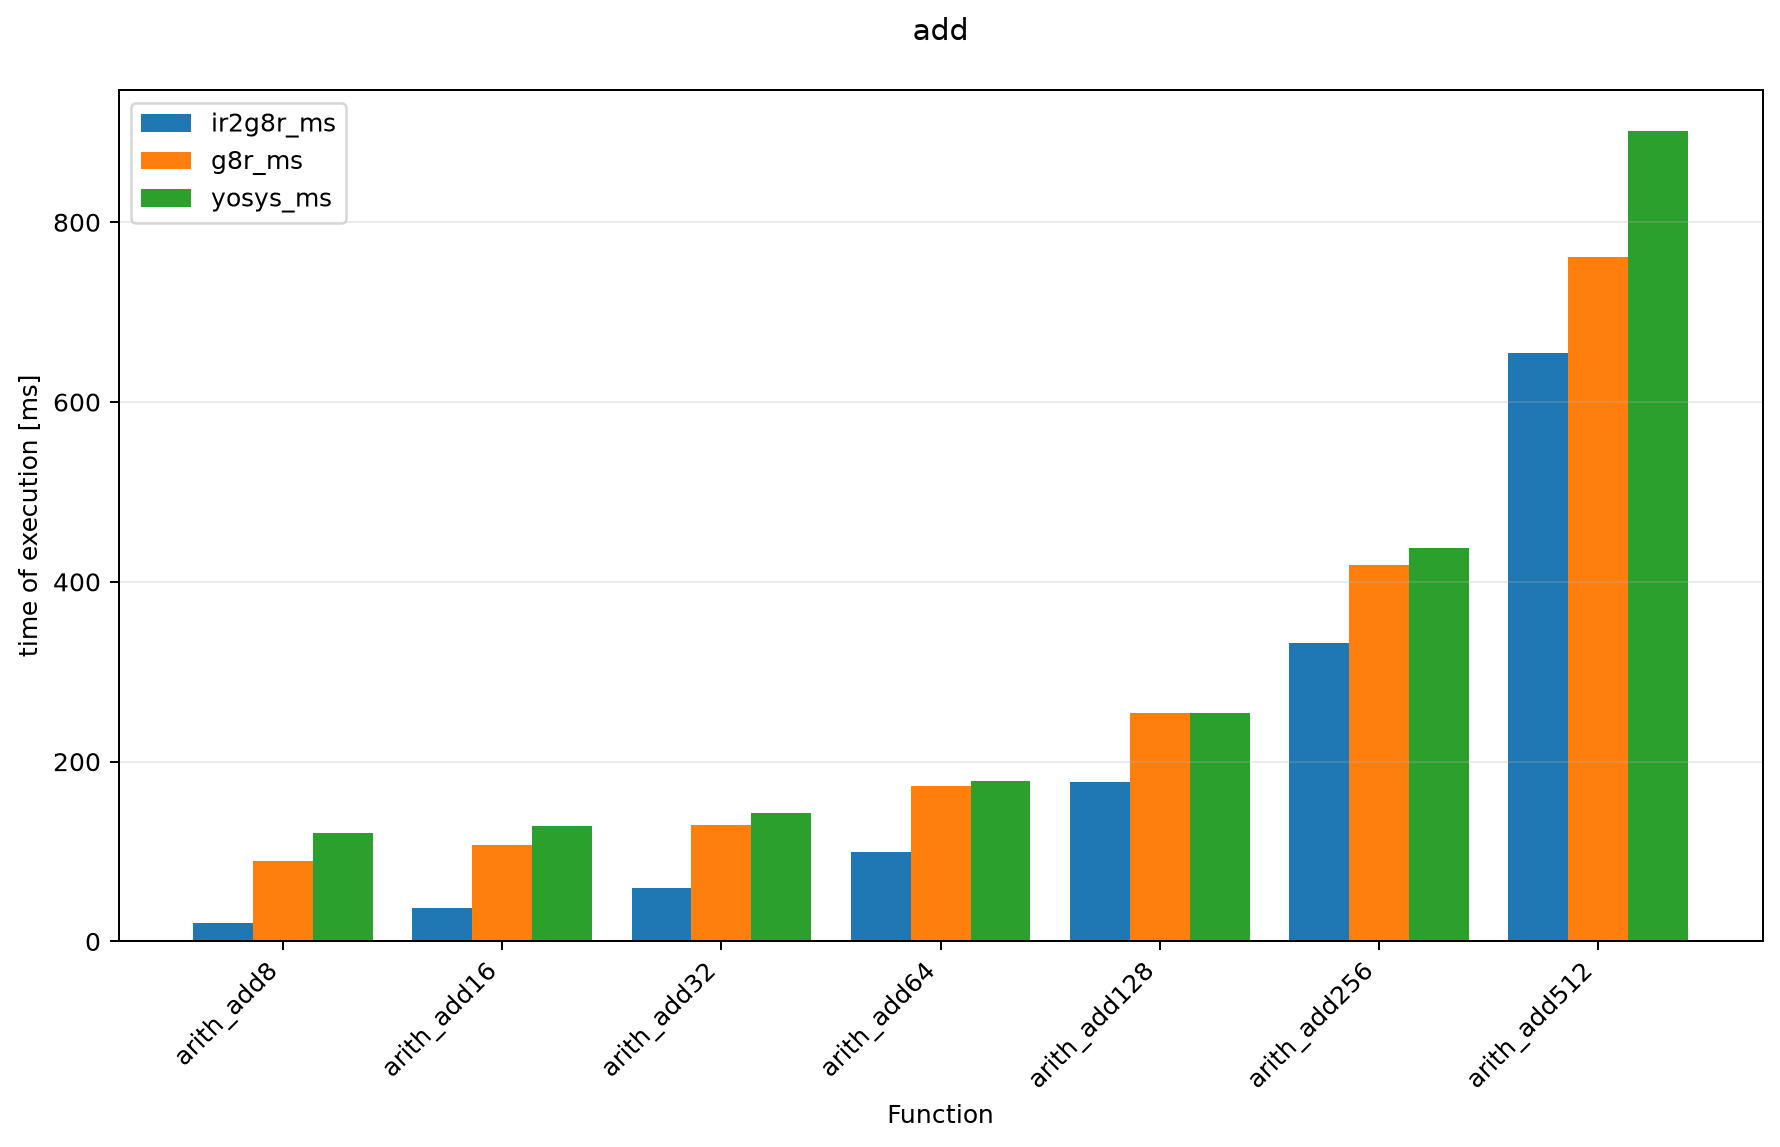 add
ir2g8r_ms
g8r_ms
yosys_ms
time of execution [ms]
800
600
400
200
0
arith_add8
arith_add16
arith_add32
arith_add64
arith_add128
arith_add256
arith_add512
Function